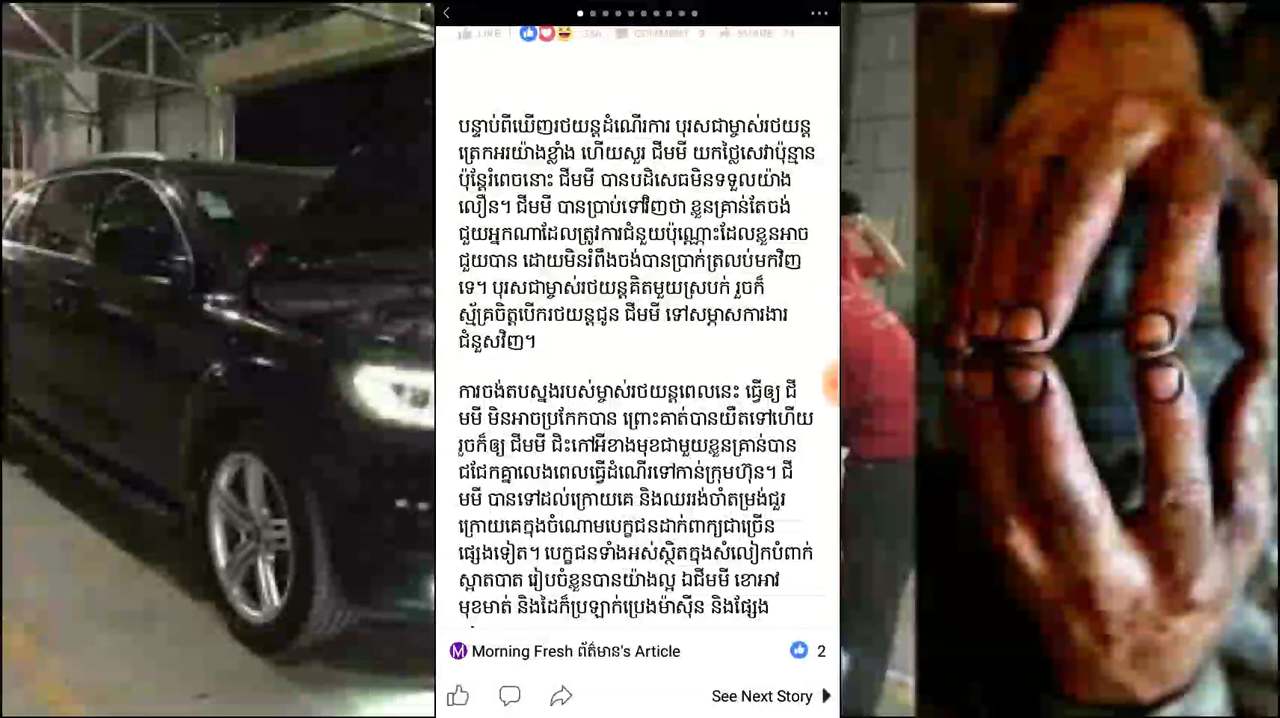 LIKE 356 COMMENT 9 SHARE 74
បន្ទាប់ពីឃើញរថយន្តដំណើរការ បុរសជាម្ចាស់រថយន្ត
ត្រេកអរយ៉ាងខ្លាំង ហើយសួរ ជីមមី យកថ្លៃសេវាប៉ុន្មាន
ប៉ុន្តែរំពេចនោះ ជីមមី បានបដិសេធមិនទទួលយ៉ាង
លឿន។ ជីមមី បានប្រាប់ទៅវិញថា ខ្លួនគ្រាន់តែចង់
ជួយអ្នកណាដែលត្រូវការជំនួយប៉ុណ្ណោះដែលខ្លួនអាច
ជួយបាន ដោយមិនរំពឹងចង់បានប្រាក់ត្រលប់មកវិញ
ទេ។ បុរសជាម្ចាស់រថយន្តគិតមួយស្របក់ រួចក៏
ស្ម័គ្រចិត្តបើករថយន្តជូន ជីមមី ទៅសម្ភាសការងារ
ជំនួសវិញ។
ការចង់តបស្នងរបស់ម្ចាស់រថយន្តពេលនេះ ធ្វើឲ្យ ជី
មមី មិនអាចប្រកែកបាន ព្រោះគាត់បានយឺតទៅហើយ
រូចក៏ឲ្យ ជីមមី ជិះកៅអីខាងមុខជាមួយខ្លួនគ្រាន់បាន
ជជែកគ្នាលេងពេលធ្វើដំណើរទៅកាន់ក្រុមហ៊ុន។ ជី
មមី បានទៅដល់ក្រោយគេ និងឈររង់ចាំតម្រង់ជួរ
ក្រោយគេក្នុងចំណោមបេក្ខជនដាក់ពាក្យជាច្រើន
ផ្សេងទៀត។ បេក្ខជនទាំងអស់ស្ថិតក្នុងសំលៀកបំពាក់
ស្អាតបាត រៀបចំខ្លួនបានយ៉ាងល្អ ឯជីមមី ខោអាវ
មុខមាត់ និងដៃក៏ប្រឡាក់ប្រេងម៉ាស៊ីន និងផ្សែង
Morning Fresh ព័ត៌មាន's Article 2
See Next Story